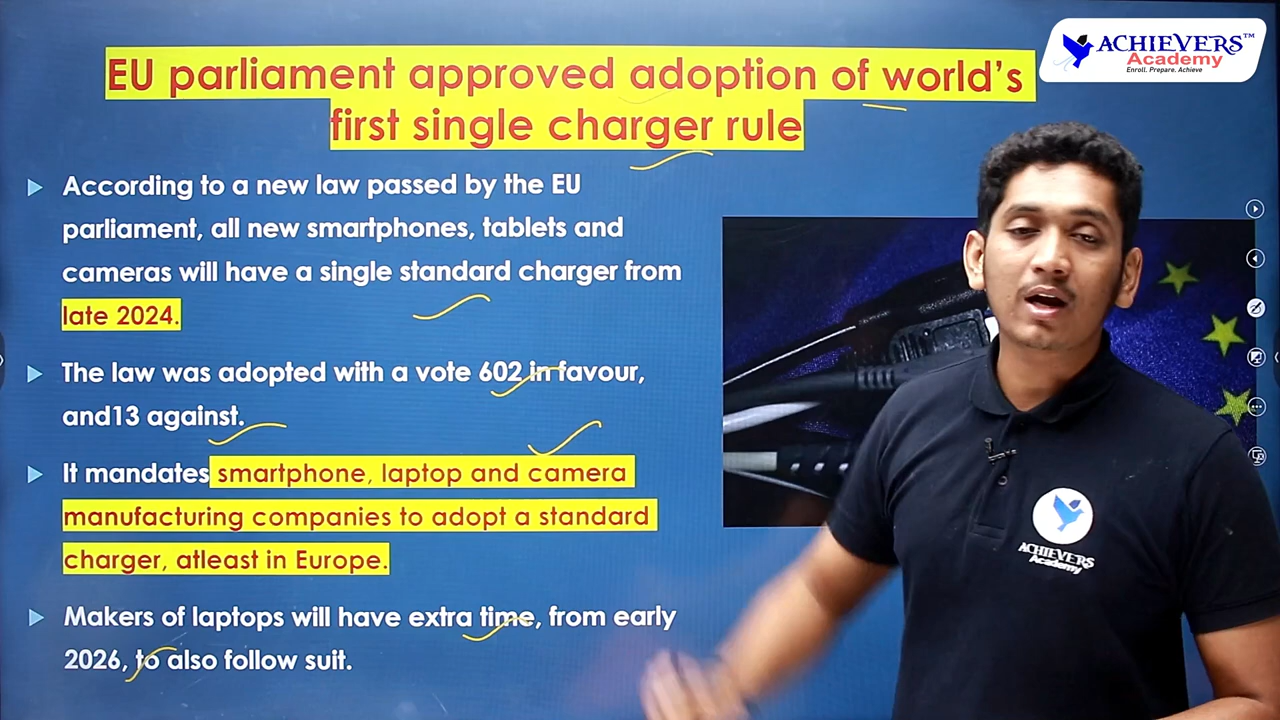 EU parliament approved adoption of world's
first single charger rule
ACHIEVERS™
Academy
Enroll. Prepare. Achieve
According to a new law passed by the EU
parliament, all new smartphones, tablets and
cameras will have a single standard charger from
late 2024.
The law was adopted with a vote 602 in favour,
and13 against.
It mandates smartphone, laptop and camera
manufacturing companies to adopt a standard
charger, atleast in Europe.
Makers of laptops will have extra time, from early
2026, to also follow suit.
ACHIEVERS
Academy